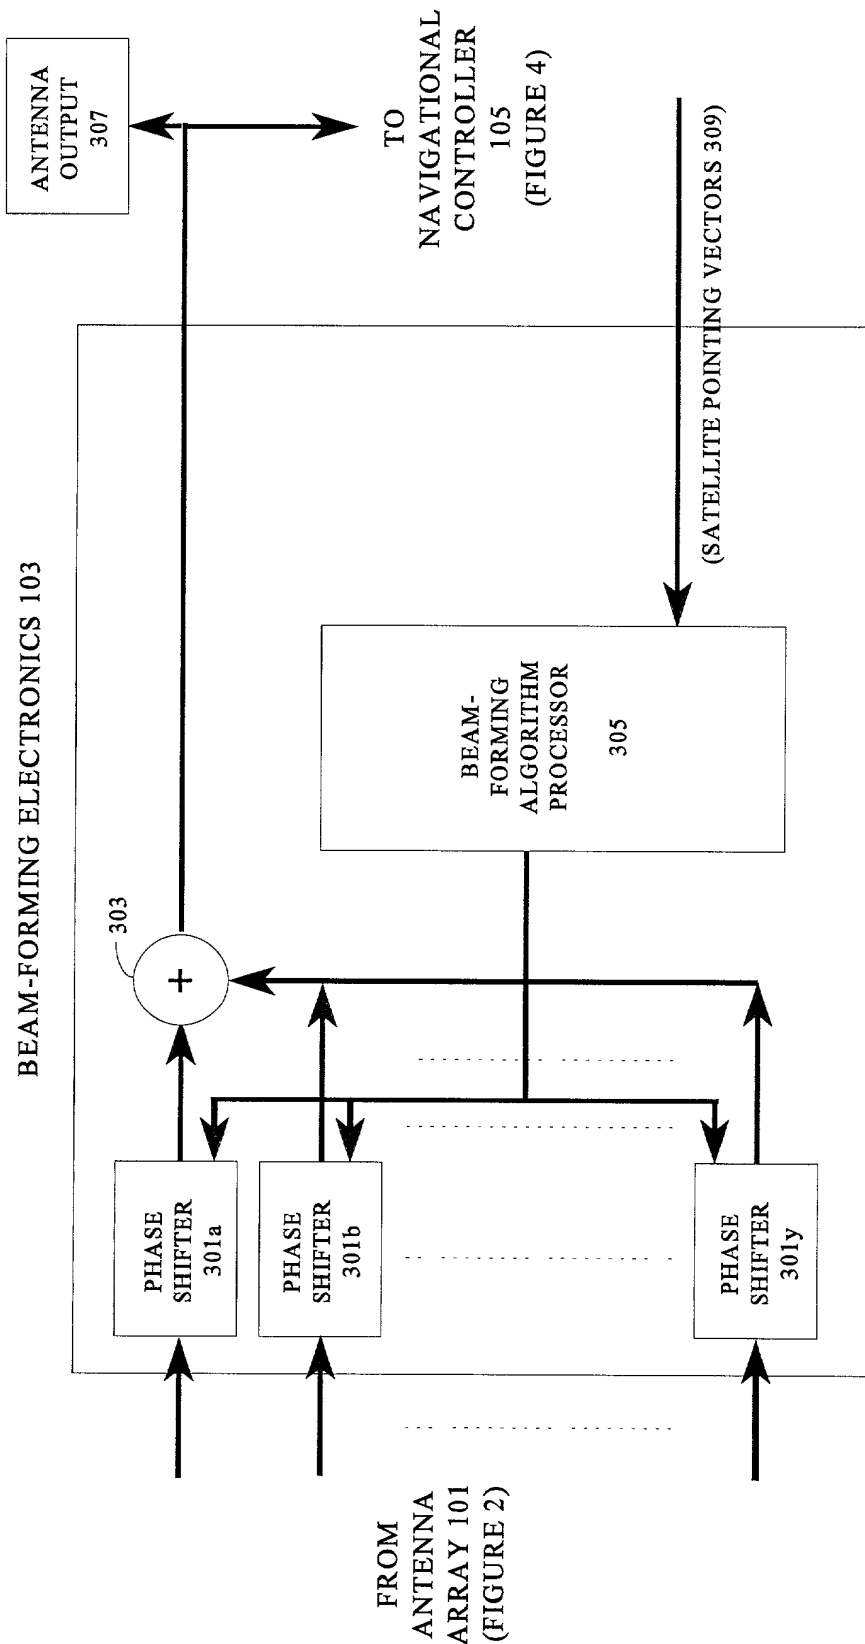 BEAM-FORMING ELECTRONICS 103
FROM
ANTENNA
ARRAY 101
(FIGURE 2)
PHASE
SHIFTER
301a
PHASE
SHIFTER
301b
PHASE
SHIFTER
301y
303
+
BEAM-
FORMING
ALGORITHM
PROCESSOR
305
ANTENNA
OUTPUT
307
TO
NAVIGATIONAL
CONTROLLER
105
(FIGURE 4)
(SATELLITE POINTING VECTORS 309)